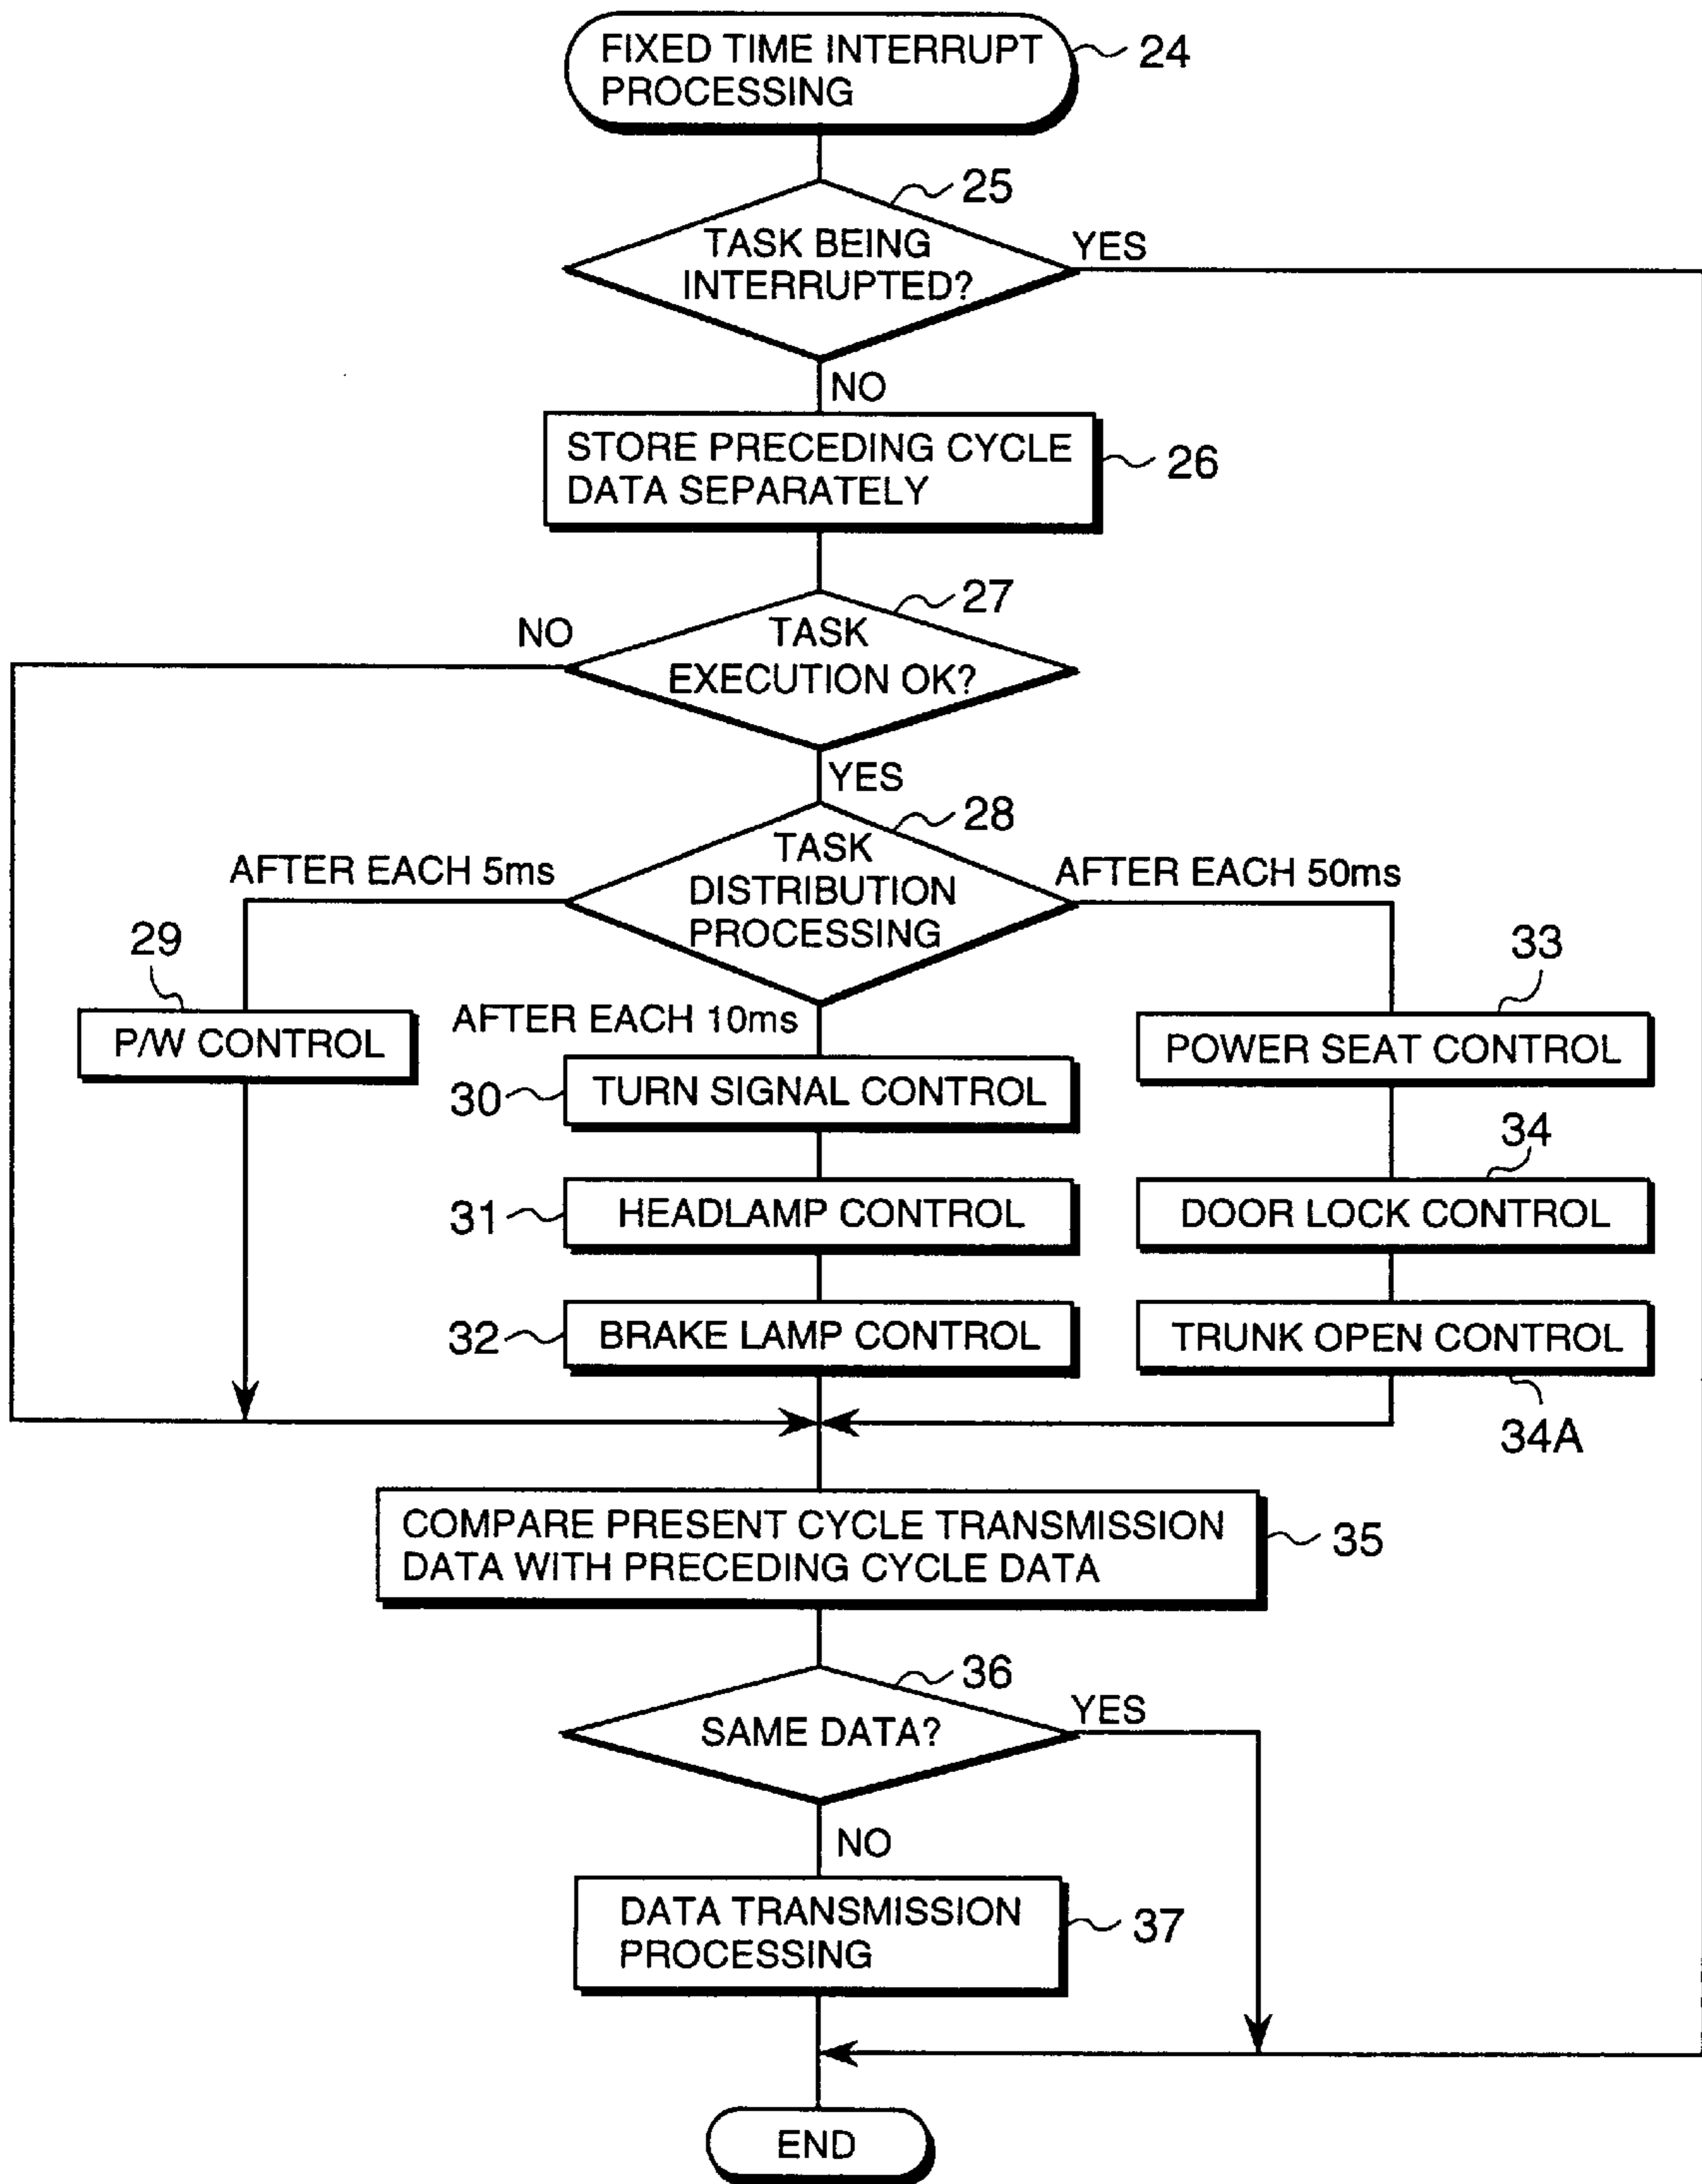 FIXED TIME INTERRUPT
PROCESSING
24
25
TASK BEING
INTERRUPTED?
YES
NO
STORE PRECEDING CYCLE
DATA SEPARATELY
26
27
NO
TASK
EXECUTION OK?
YES
28
TASK
DISTRIBUTION
PROCESSING
AFTER EACH 5ms
AFTER EACH 50ms
29
P/W CONTROL
AFTER EACH 10ms
33
POWER SEAT CONTROL
30
TURN SIGNAL CONTROL
34
31
HEADLAMP CONTROL
DOOR LOCK CONTROL
32
BRAKE LAMP CONTROL
TRUNK OPEN CONTROL
34A
COMPARE PRESENT CYCLE TRANSMISSION
DATA WITH PRECEDING CYCLE DATA
35
36
SAME DATA?
YES
NO
DATA TRANSMISSION
PROCESSING
37
END